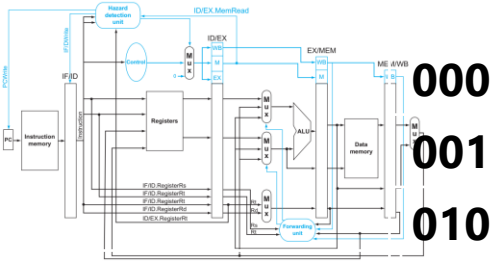 Hazard
detection
unit
ID/EX.MemRead
PCWrite
IF/IDWrite
IF/ID
Control
0
Mux
ID/EX
WB
M
EX
EX/MEM
WB
M
MEM/WB
000
001
010
PC
Instruction
memory
Instruction
Registers
Mux
Mux
ALU
Data
memory
Mux
IF/ID.RegisterRs
IF/ID.RegisterRt
IF/ID.RegisterRt
IF/ID.RegisterRd
ID/EX.RegisterRt
Rt
Rd
Mux
Rs
Rt
Forwarding
unit